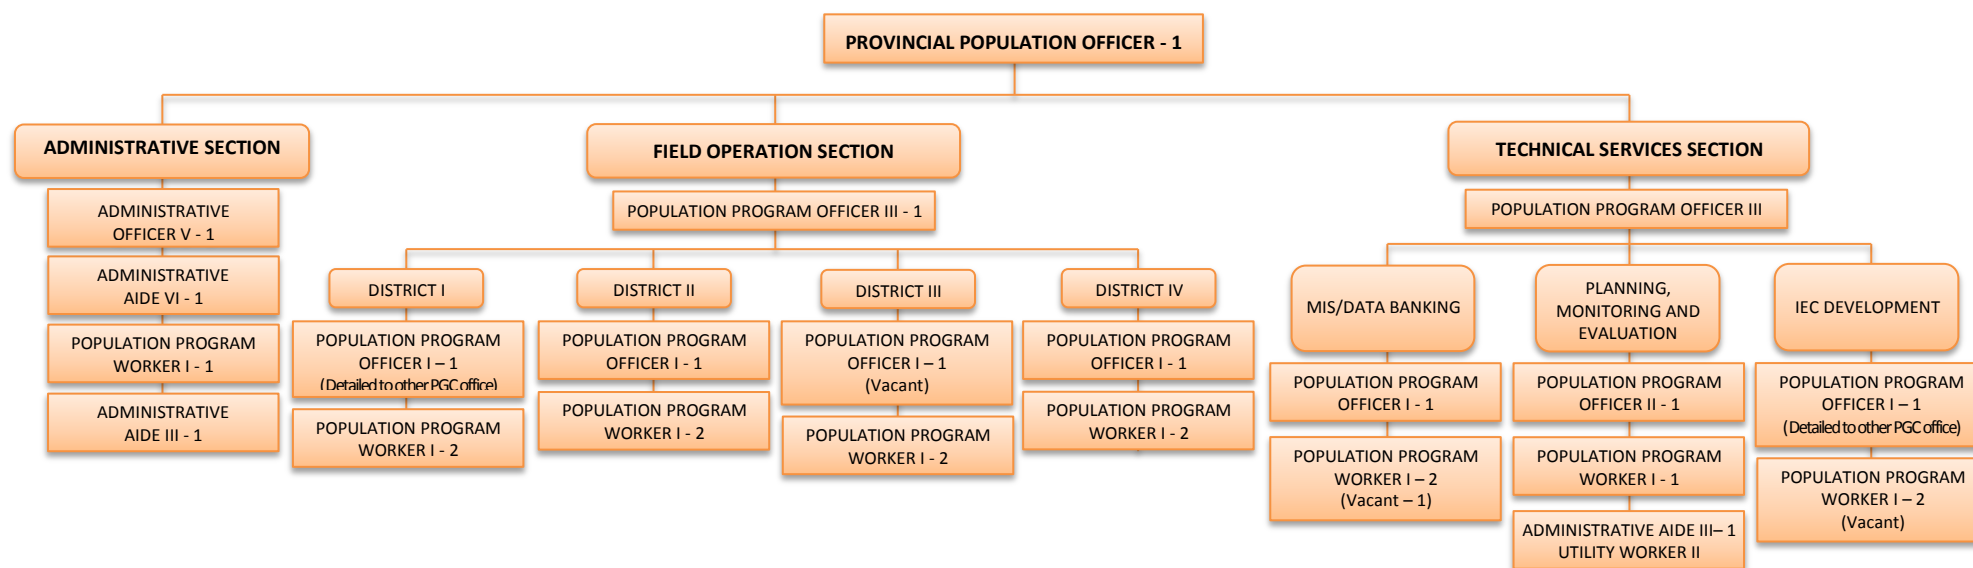 PROVINCIAL POPULATION OFFICER - 1
ADMINISTRATIVE SECTION
ADMINISTRATIVE
OFFICER V - 1
ADMINISTRATIVE
AIDE VI - 1
POPULATION PROGRAM
WORKER I - 1
ADMINISTRATIVE
AIDE III - 1
FIELD OPERATION SECTION
POPULATION PROGRAM OFFICER III - 1
DISTRICT I
POPULATION PROGRAM
OFFICER I – 1
(Detailed to other PGC office)
POPULATION PROGRAM
WORKER I - 2
DISTRICT II
POPULATION PROGRAM
OFFICER I - 1
POPULATION PROGRAM
WORKER I - 2
DISTRICT III
POPULATION PROGRAM
OFFICER I – 1
(Vacant)
POPULATION PROGRAM
WORKER I - 2
DISTRICT IV
POPULATION PROGRAM
OFFICER I - 1
POPULATION PROGRAM
WORKER I - 2
TECHNICAL SERVICES SECTION
POPULATION PROGRAM OFFICER III
MIS/DATA BANKING
POPULATION PROGRAM
OFFICER I - 1
POPULATION PROGRAM
WORKER I – 2
(Vacant – 1)
PLANNING,
MONITORING AND
EVALUATION
POPULATION PROGRAM
OFFICER II - 1
POPULATION PROGRAM
WORKER I - 1
ADMINISTRATIVE AIDE III– 1
UTILITY WORKER II
IEC DEVELOPMENT
POPULATION PROGRAM
OFFICER I – 1
(Detailed to other PGC office)
POPULATION PROGRAM
WORKER I – 2
(Vacant)